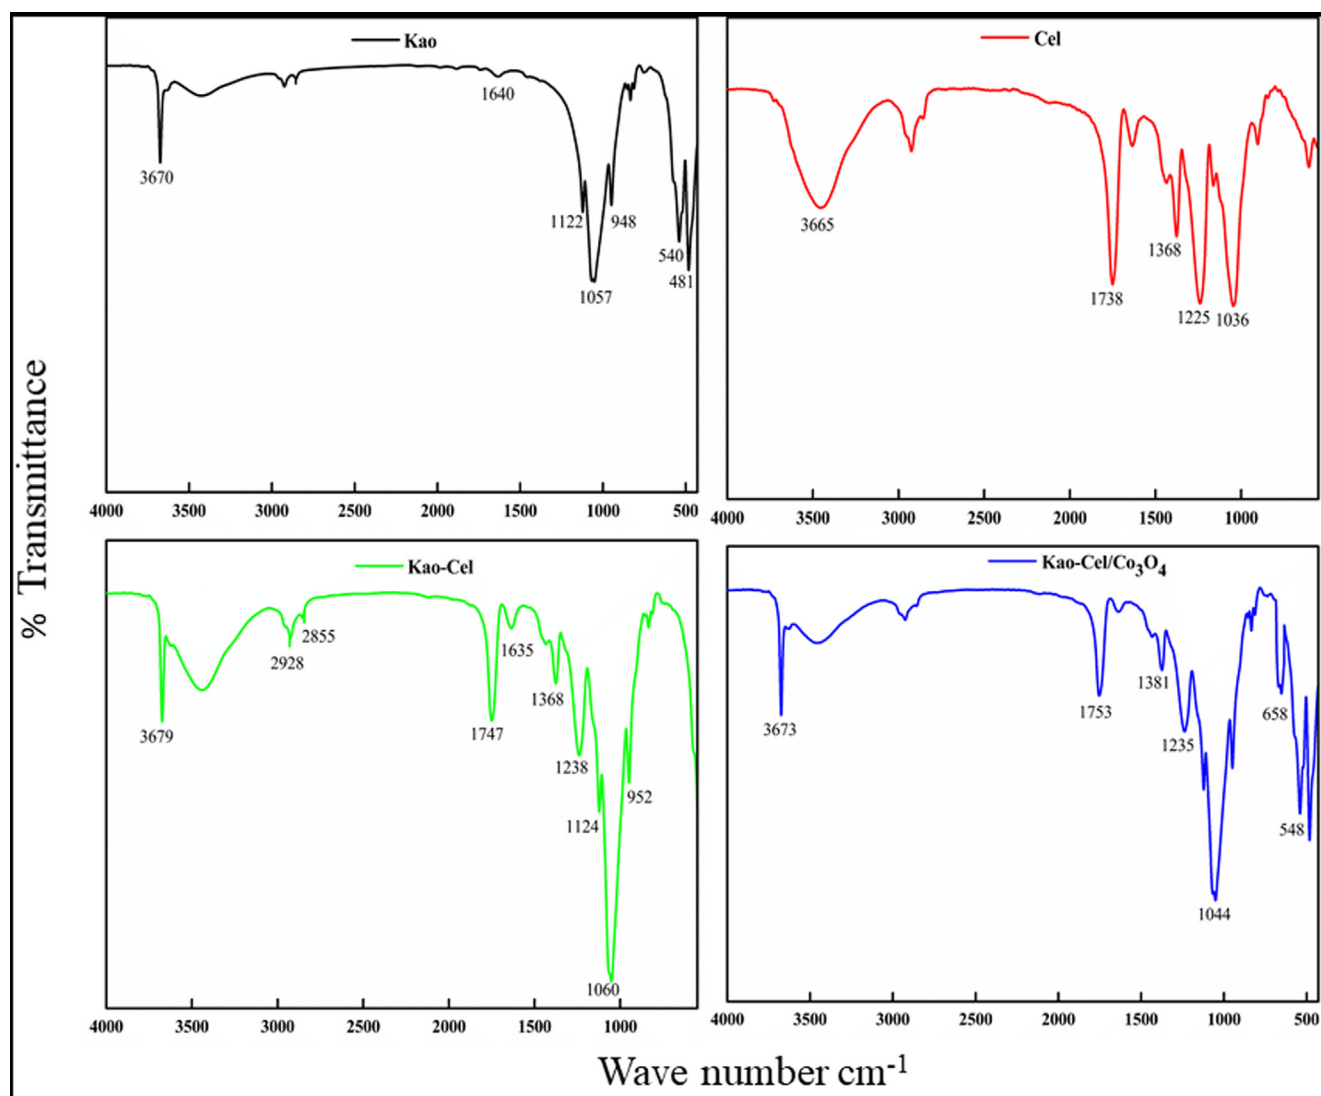 % Transmittance
Kao
3670
1640
1122
948
1057
540
481
4000 3500 3000 2500 2000 1500 1000 500
Cel
3665
1738
1368
1225
1036
4000 3500 3000 2500 2000 1500 1000
Kao-Cel
3679
2928
2855
1747
1635
1368
1238
1124
952
1060
4000 3500 3000 2500 2000 1500 1000
Kao-Cel/Co₃O₄
3673
1753
1381
1235
658
548
1044
4000 3500 3000 2500 2000 1500 1000 500
Wave number cm⁻¹